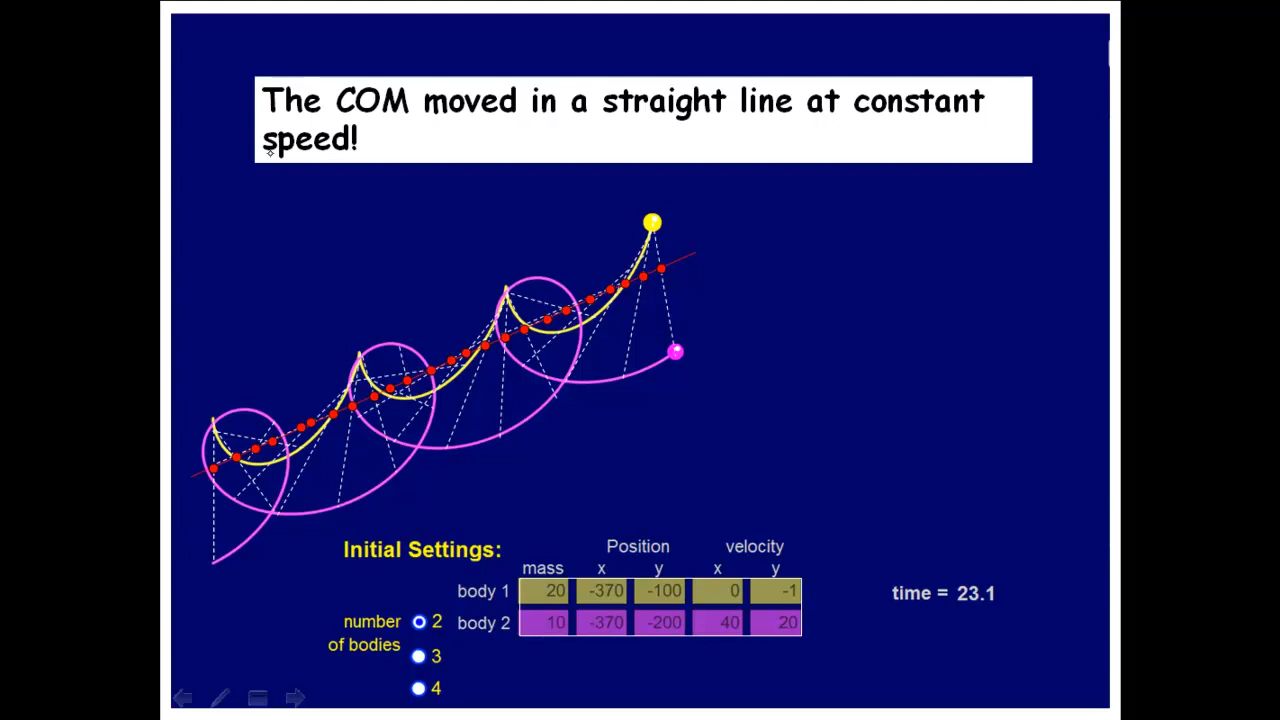 The COM moved in a straight line at constant
speed!
Initial Settings:
Position velocity
mass x y x y
body 1 20 -370 -100 0 -1
time = 23.1
number 2 body 2 10 -370 -200 40 20
of bodies
3
4